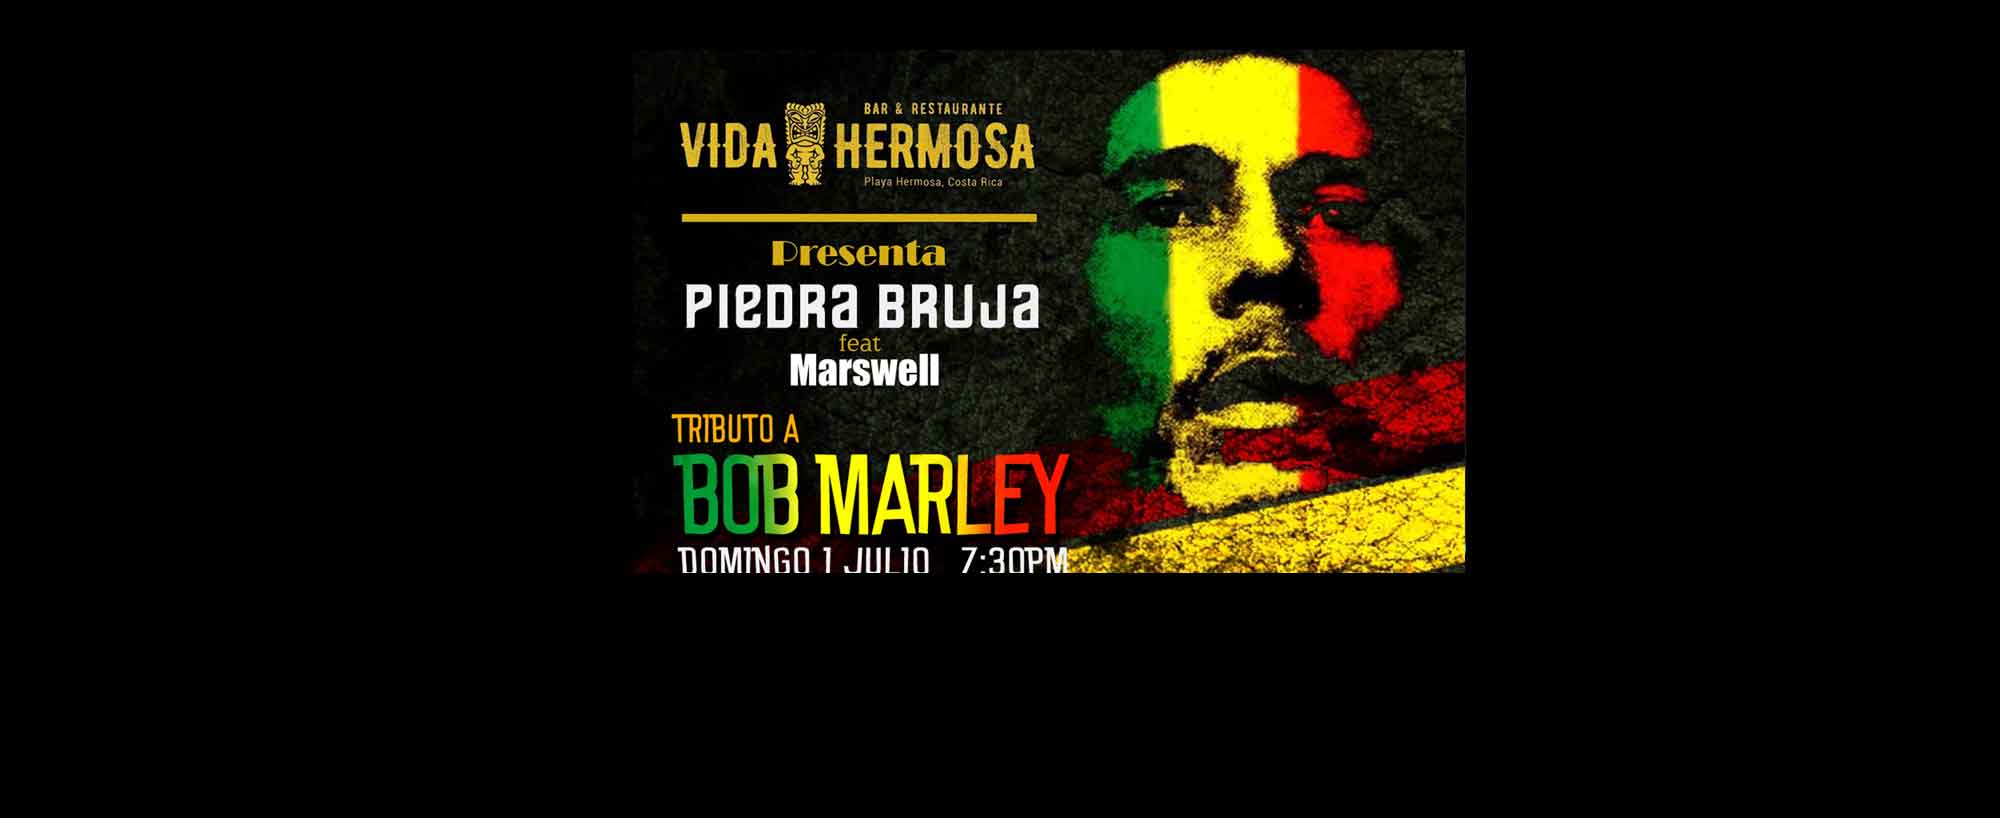 BAR & RESTAURANTE
VIDA HERMOSA
Playa Hermosa, Costa Rica
Presenta
PIEDRA BRUJA
feat
Marswell
TRIBUTO A
BOB MARLEY
DOMINGO 1 JULIO 7:30PM